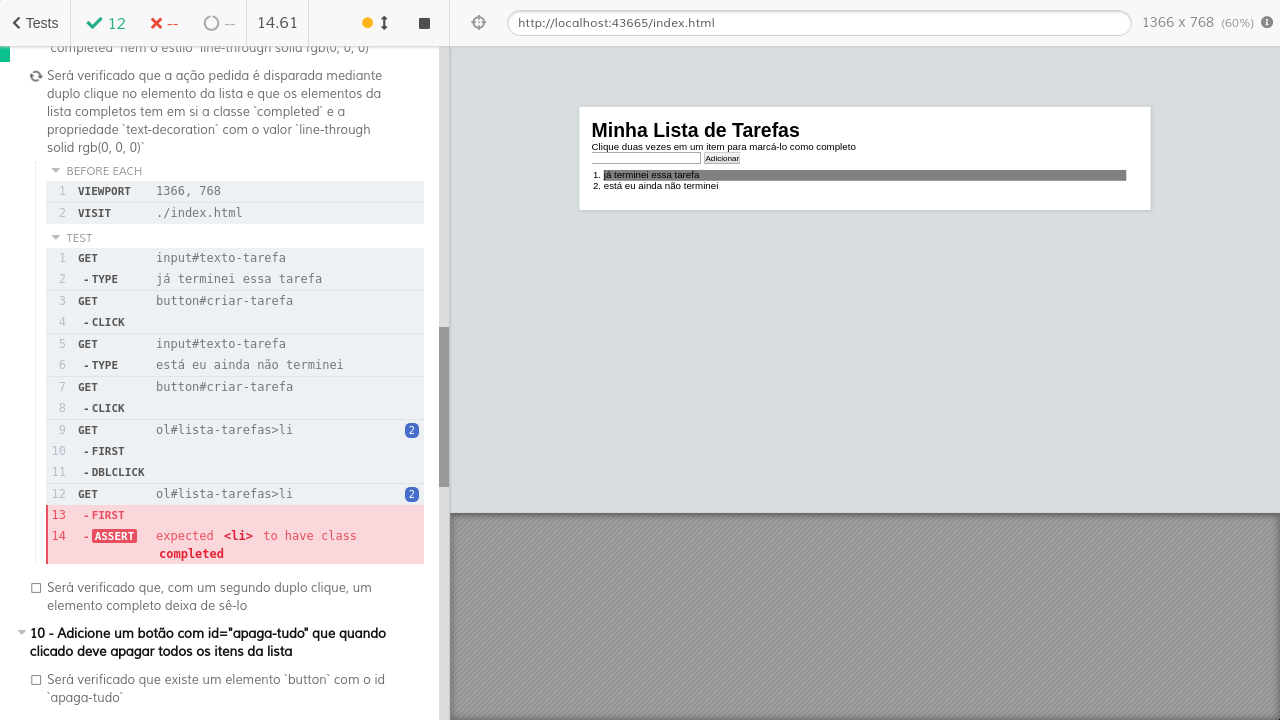 Tests
12
--
--
14.61
`completed` nem o estilo `line-through solid rgb(0, 0, 0)`
Será verificado que a ação pedida é disparada mediante
duplo clique no elemento da lista e que os elementos da
lista completos tem em si a classe `completed` e a
propriedade `text-decoration` com o valor `line-through
solid rgb(0, 0, 0)`
BEFORE EACH
1 VIEWPORT 1366, 768
2 VISIT ./index.html
TEST
1 GET input#texto-tarefa
2 -TYPE já terminei essa tarefa
3 GET button#criar-tarefa
4 -CLICK
5 GET input#texto-tarefa
6 -TYPE está eu ainda não terminei
7 GET button#criar-tarefa
8 -CLICK
9 GET ol#lista-tarefas>li 2
10 -FIRST
11 -DBLCLICK
12 GET ol#lista-tarefas>li 2
13 -FIRST
14 -ASSERT expected <li> to have class
completed
Será verificado que, com um segundo duplo clique, um
elemento completo deixa de sê-lo
10 - Adicione um botão com id="apaga-tudo" que quando
clicado deve apagar todos os itens da lista
Será verificado que existe um elemento `button` com o id
`apaga-tudo`
http://localhost:43665/index.html
1366 x 768 (60%)
Minha Lista de Tarefas
Clique duas vezes em um item para marcá-lo como completo
Adicionar
1. já terminei essa tarefa
2. está eu ainda não terminei